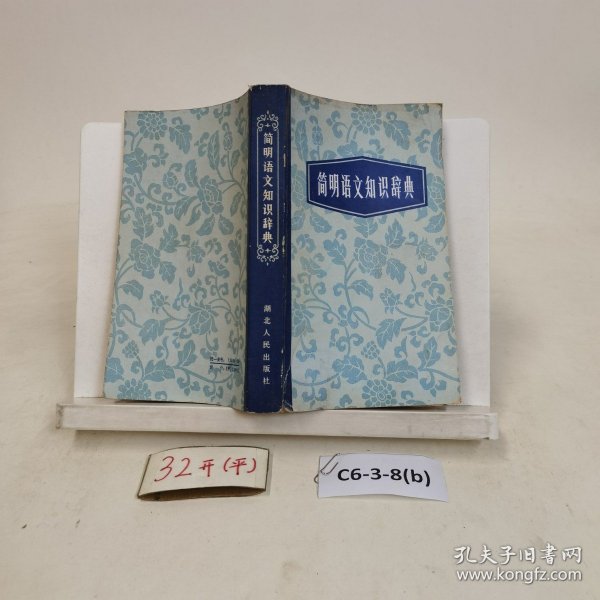 简明语文知识辞典
湖北人民出版社
简明语文知识辞典
32开(平)
C6-3-8(b)
孔夫子旧书网
www.kongfz.com